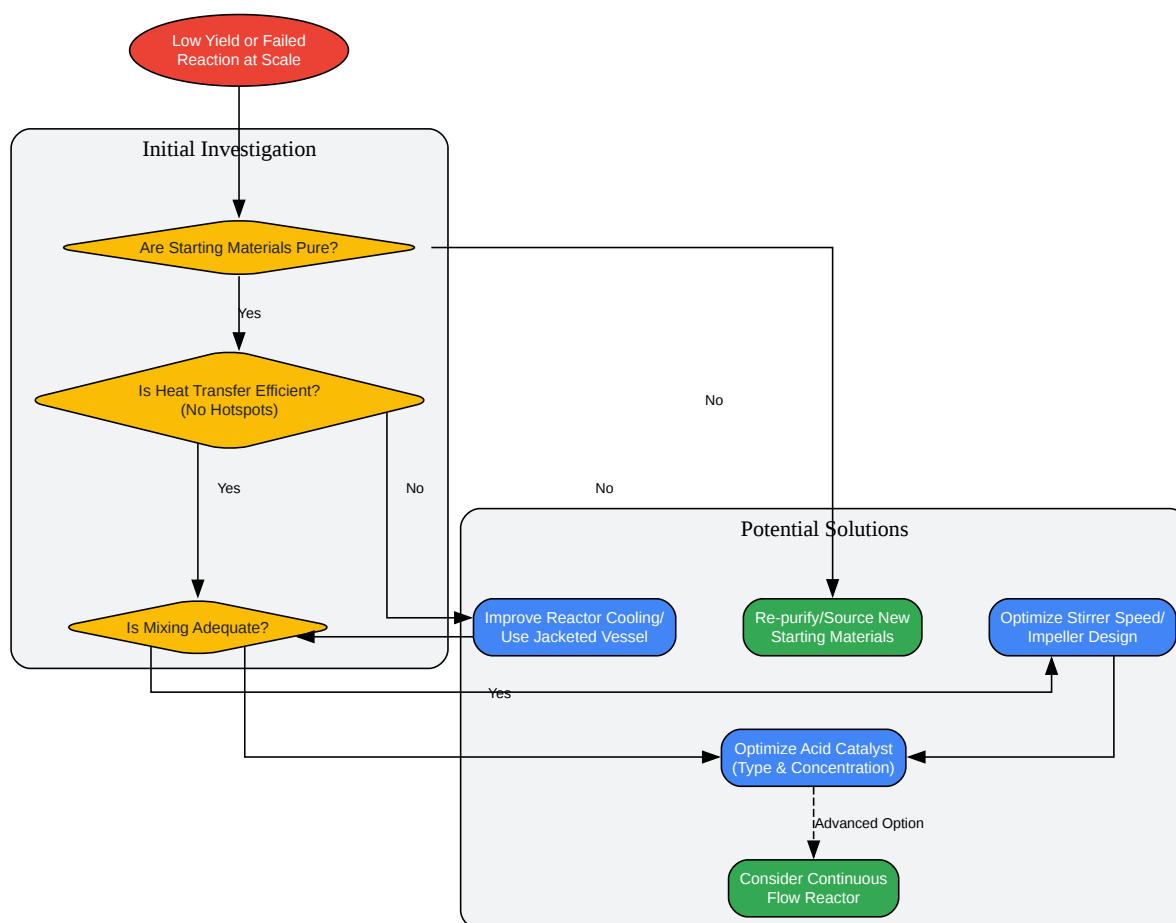 Low Yield or Failed
Reaction at Scale
Initial Investigation
Are Starting Materials Pure?
Yes
Is Heat Transfer Efficient?
(No Hotspots)
No
Yes
No
No
Potential Solutions
Is Mixing Adequate?
Improve Reactor Cooling/
Use Jacketed Vessel
Re-purify/Source New
Starting Materials
Optimize Stirrer Speed/
Impeller Design
Yes
Optimize Acid Catalyst
(Type & Concentration)
Advanced Option
Consider Continuous
Flow Reactor